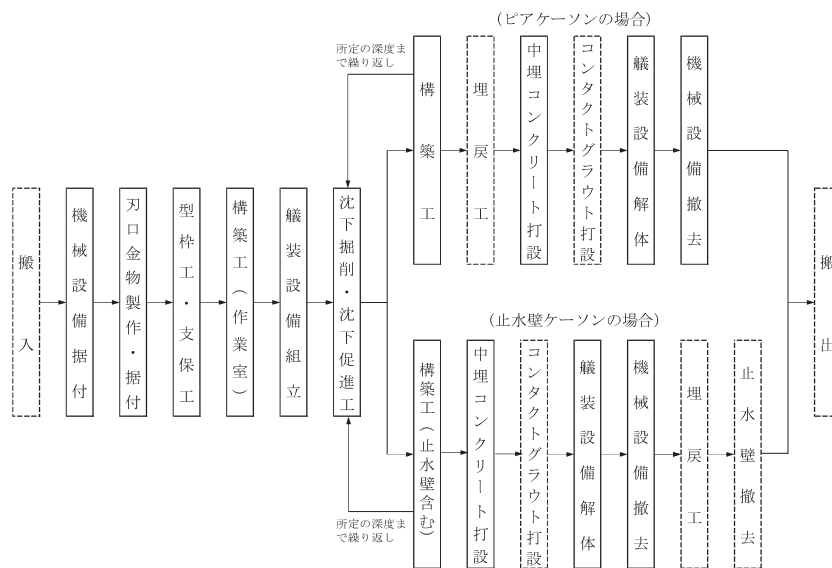 (ピアケーソンの場合)
所定の深度ま
で繰り返し
構築工
埋戻工
中埋コンクリート打設
コンタクトグラウト打設
艤装設備解体
機械設備撤去
搬入
機械設備据付
刃口金物製作・据付
型枠工・支保工
構築工(作業室)
艤装設備組立
沈下掘削・沈下促進工
搬出
(止水壁ケーソンの場合)
構築工(止水壁含む)
中埋コンクリート打設
コンタクトグラウト打設
艤装設備解体
機械設備撤去
埋戻工
止水壁撤去
所定の深度ま
で繰り返し